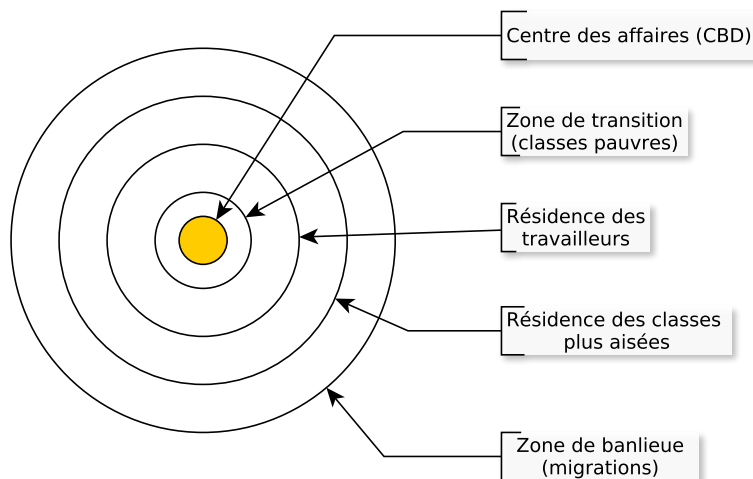 Centre des affaires (CBD)
Zone de transition
(classes pauvres)
Résidence des
travailleurs
Résidence des classes
plus aisées
Zone de banlieue
(migrations)